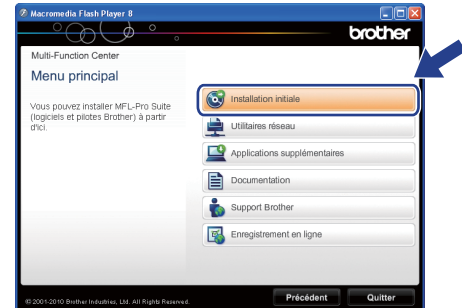 Macromedia Flash Player 8
brother
Multi-Function Center
Menu principal
Vous pouvez installer MFL-Pro Suite
(logiciels et pilotes Brother) à partir
d'ici.
Installation initiale
Utilitaires réseau
Applications supplémentaires
Documentation
Support Brother
Enregistrement en ligne
© 2001-2010 Brother Industries, Ltd. All Rights Reserved.
Précédent
Quitter